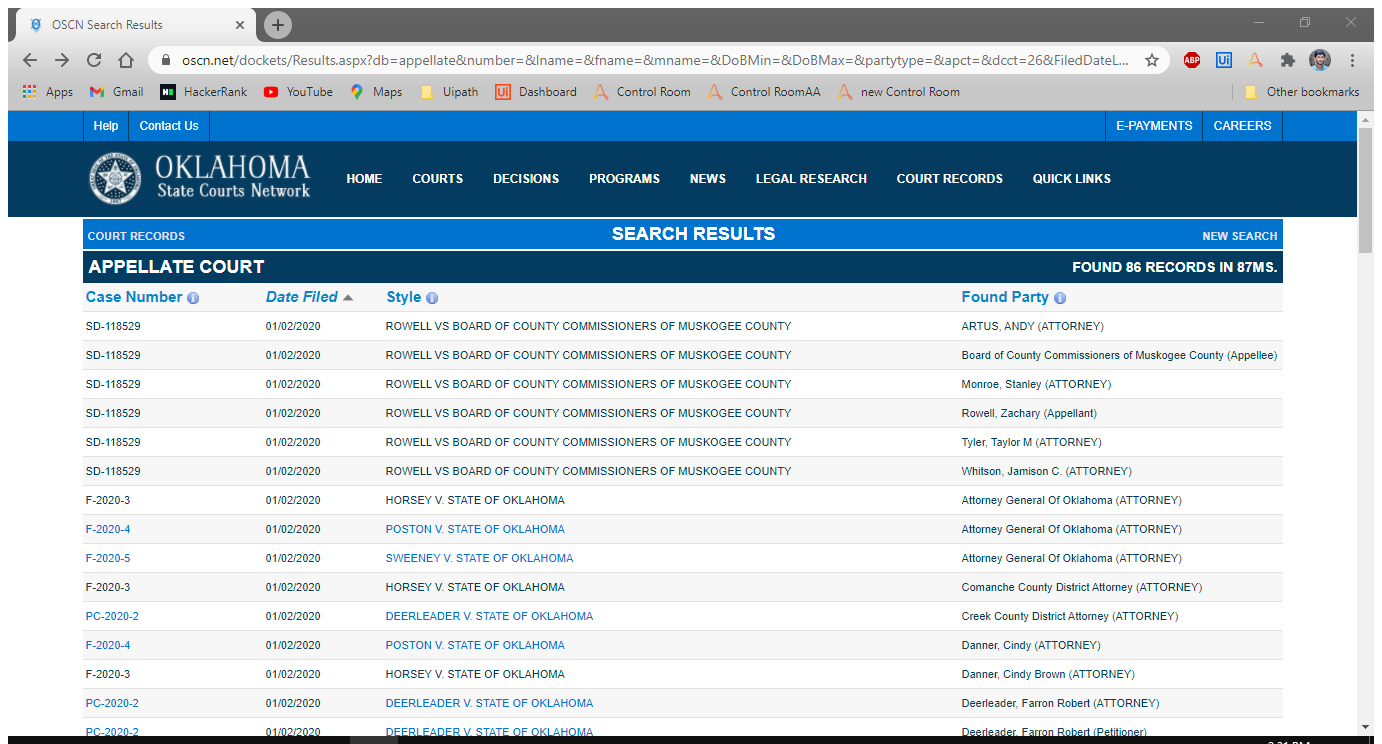 OSCN Search Results
oscn.net/dockets/Results.aspx?db=appellate&number=&lname=&fname=&mname=&DoBMin=&DoBMax=&partytype=&apct=&dcct=26&FiledDateL...
ABP
Ui
Apps Gmail HackerRank YouTube Maps Uipath Dashboard Control Room Control RoomAA new Control Room Other bookmarks
Help Contact Us E-PAYMENTS CAREERS
OKLAHOMA
State Courts Network
HOME COURTS DECISIONS PROGRAMS NEWS LEGAL RESEARCH COURT RECORDS QUICK LINKS
COURT RECORDS SEARCH RESULTS NEW SEARCH
APPELLATE COURT FOUND 86 RECORDS IN 87MS.
Case Number Date Filed Style Found Party
SD-118529 01/02/2020 ROWELL VS BOARD OF COUNTY COMMISSIONERS OF MUSKOGEE COUNTY ARTUS, ANDY (ATTORNEY)
SD-118529 01/02/2020 ROWELL VS BOARD OF COUNTY COMMISSIONERS OF MUSKOGEE COUNTY Board of County Commissioners of Muskogee County (Appellee)
SD-118529 01/02/2020 ROWELL VS BOARD OF COUNTY COMMISSIONERS OF MUSKOGEE COUNTY Monroe, Stanley (ATTORNEY)
SD-118529 01/02/2020 ROWELL VS BOARD OF COUNTY COMMISSIONERS OF MUSKOGEE COUNTY Rowell, Zachary (Appellant)
SD-118529 01/02/2020 ROWELL VS BOARD OF COUNTY COMMISSIONERS OF MUSKOGEE COUNTY Tyler, Taylor M (ATTORNEY)
SD-118529 01/02/2020 ROWELL VS BOARD OF COUNTY COMMISSIONERS OF MUSKOGEE COUNTY Whitson, Jamison C. (ATTORNEY)
F-2020-3 01/02/2020 HORSEY V. STATE OF OKLAHOMA Attorney General Of Oklahoma (ATTORNEY)
F-2020-4 01/02/2020 POSTON V. STATE OF OKLAHOMA Attorney General Of Oklahoma (ATTORNEY)
F-2020-5 01/02/2020 SWEENEY V. STATE OF OKLAHOMA Attorney General Of Oklahoma (ATTORNEY)
F-2020-3 01/02/2020 HORSEY V. STATE OF OKLAHOMA Comanche County District Attorney (ATTORNEY)
PC-2020-2 01/02/2020 DEERLEADER V. STATE OF OKLAHOMA Creek County District Attorney (ATTORNEY)
F-2020-4 01/02/2020 POSTON V. STATE OF OKLAHOMA Danner, Cindy (ATTORNEY)
F-2020-3 01/02/2020 HORSEY V. STATE OF OKLAHOMA Danner, Cindy Brown (ATTORNEY)
PC-2020-2 01/02/2020 DEERLEADER V. STATE OF OKLAHOMA Deerleader, Farron Robert (ATTORNEY)
PC-2020-2 01/02/2020 DEERLEADER V. STATE OF OKLAHOMA Deerleader, Farron Robert (Petitioner)